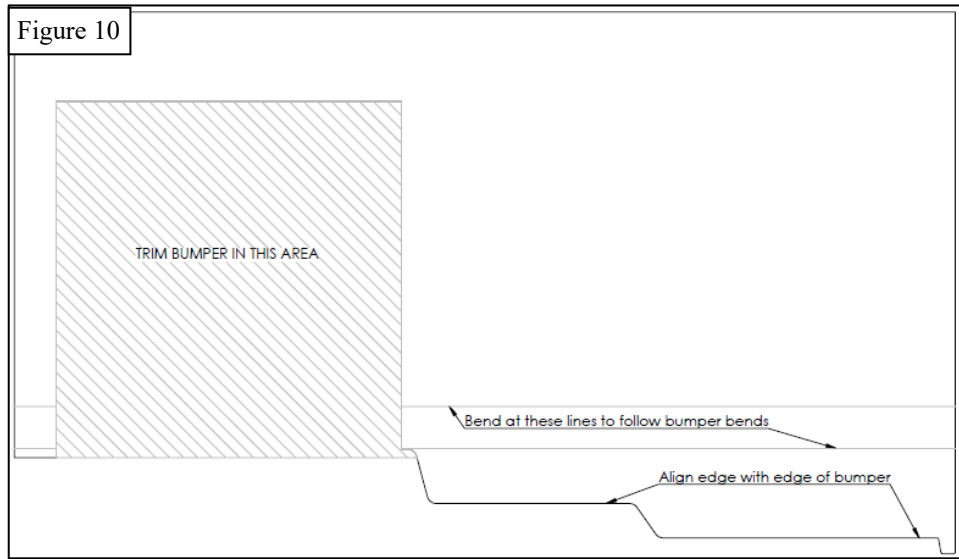 Figure 10
TRIM BUMPER IN THIS AREA
Bend at these lines to follow bumper bends
Align edge with edge of bumper